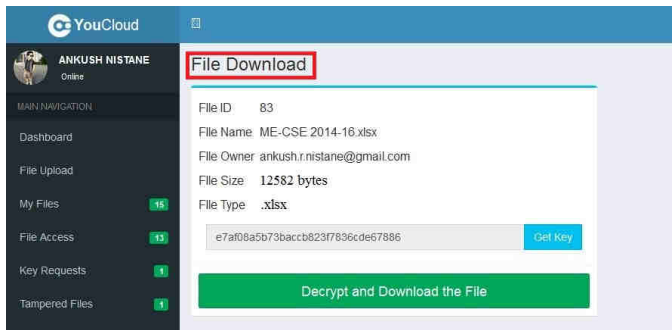 YouCloud
ANKUSH NISTANE
Online
MAIN NAVIGATION
Dashboard
File Upload
My Files 15
File Access 13
Key Requests 1
Tampered Files 1
File Download
File ID 83
File Name ME-CSE 2014-16.xlsx
File Owner ankush.r.nistane@gmail.com
File Size 12582 bytes
File Type .xlsx
e7af08a5b73baccb823f7836cde67886 Get Key
Decrypt and Download the File